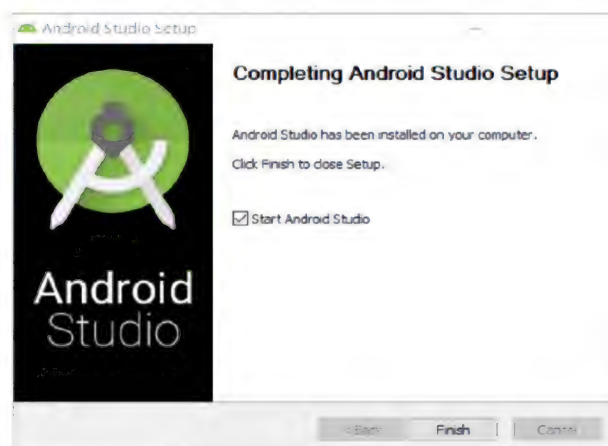 Android Studio Setup
Completing Android Studio Setup
Android Studio has been installed on your computer.
Click Finish to close Setup.
Start Android Studio
Android
Studio
< Back
Finish
Cancel